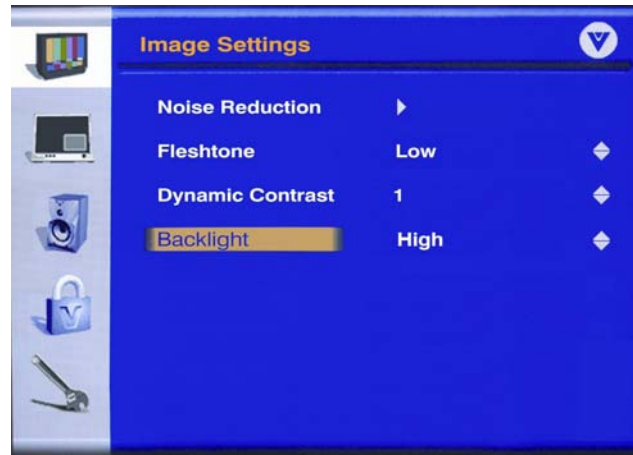 Image Settings
Noise Reduction
Fleshtone Low
Dynamic Contrast 1
Backlight High